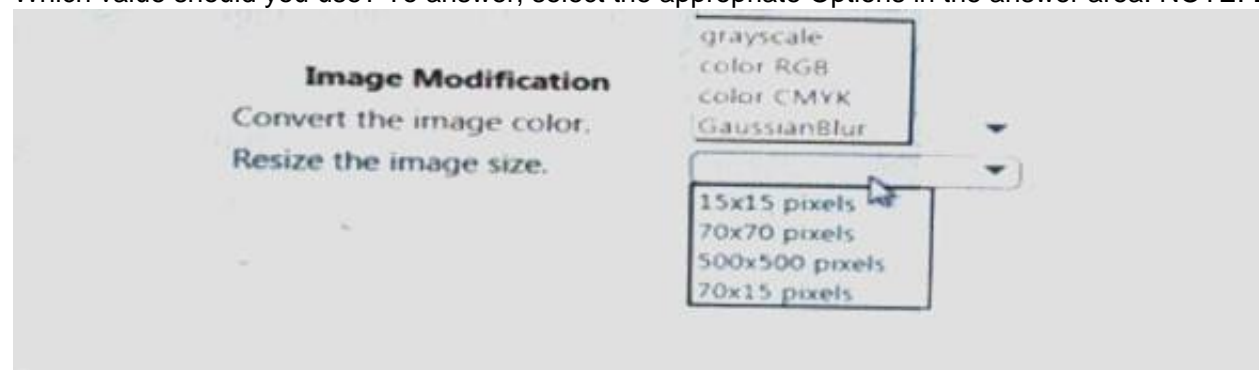 Which value should you use? To answer, select the appropriate Options in the answer area. NOTE:
grayscale
color RGB
Image Modification
color CMYK
Convert the image color.
GaussianBlur
Resize the image size.
15x15 pixels
70x70 pixels
500x500 pixels
70x15 pixels